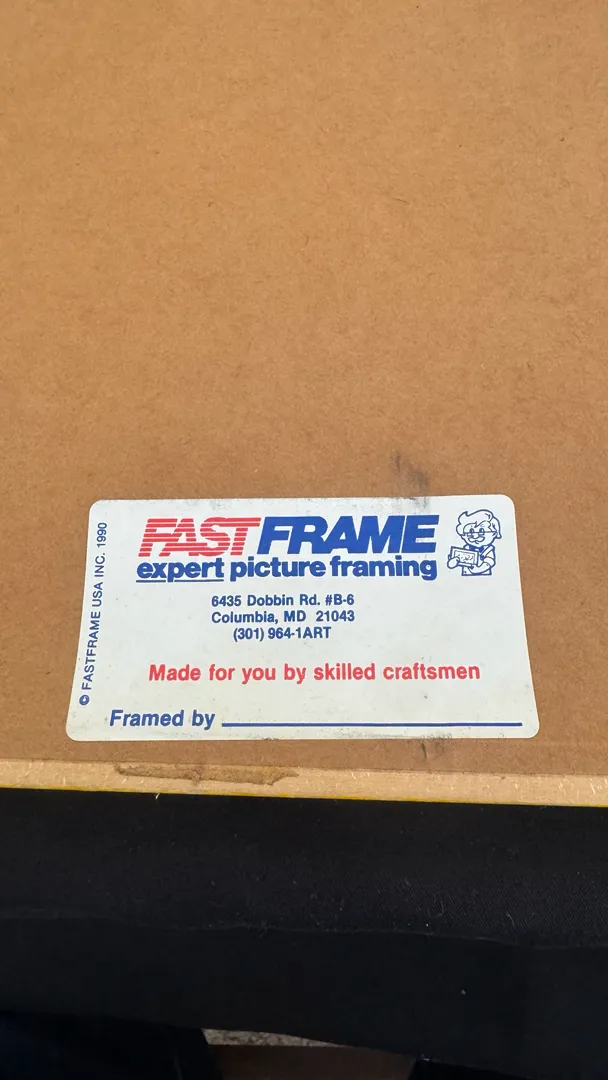 FASTFRAME
expert picture framing
6435 Dobbin Rd. #B-6
Columbia, MD 21043
(301) 964-1ART
Made for you by skilled craftsmen
Framed by
© FASTFRAME USA INC. 1990